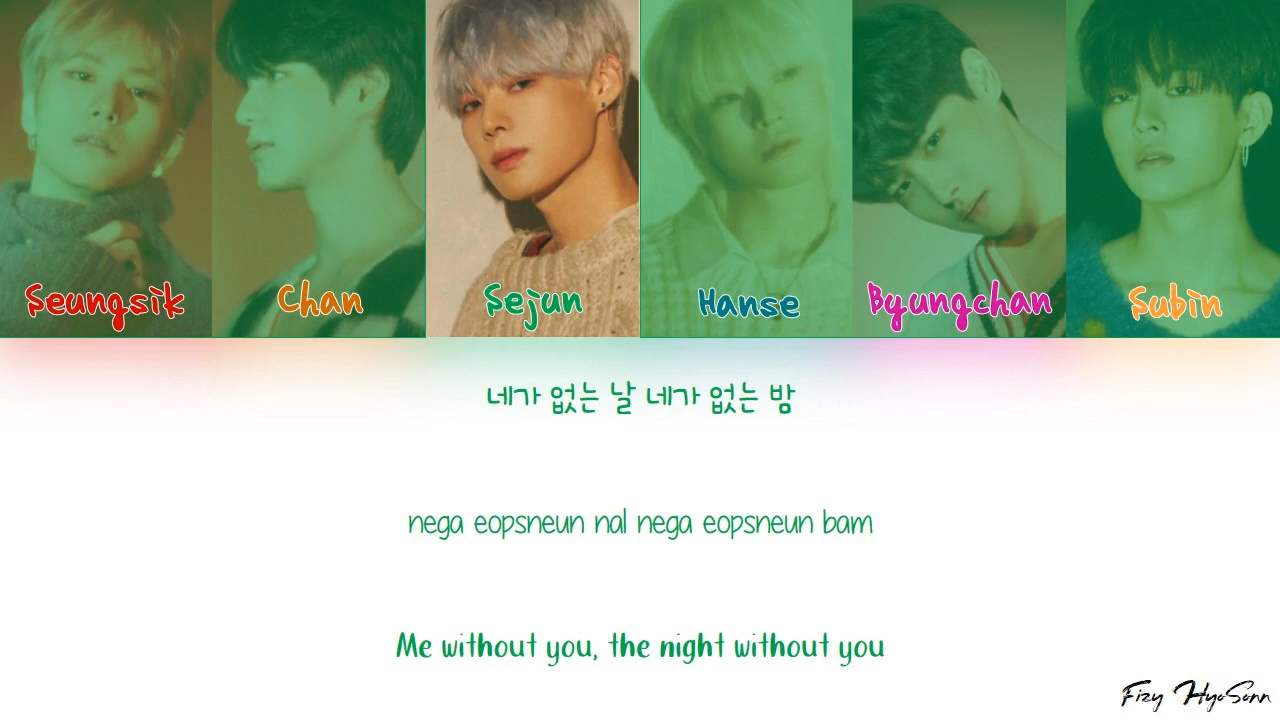 Seungsik Chan Sejun Hanse Byungchan Subin
네가 없는 날 네가 없는 밤
nega eopsneun nal nega eopsneun bam
Me without you, the night without you
Fizy HyoSonn